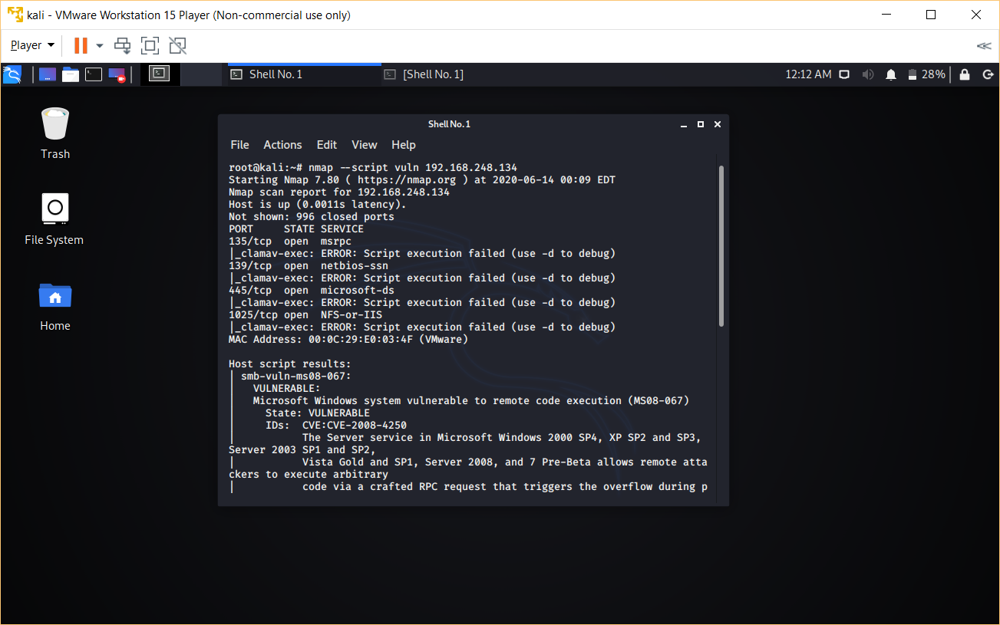 kali - VMware Workstation 15 Player (Non-commercial use only)
Player
Shell No. 1
[Shell No. 1]
12:12 AM
28%
Trash
File System
Home
Shell No. 1
File Actions Edit View Help
root@kali:~# nmap --script vuln 192.168.248.134
Starting Nmap 7.80 ( https://nmap.org ) at 2020-06-14 00:09 EDT
Nmap scan report for 192.168.248.134
Host is up (0.0011s latency).
Not shown: 996 closed ports
PORT     STATE SERVICE
135/tcp  open  msrpc
|_clamav-exec: ERROR: Script execution failed (use -d to debug)
139/tcp  open  netbios-ssn
|_clamav-exec: ERROR: Script execution failed (use -d to debug)
445/tcp  open  microsoft-ds
|_clamav-exec: ERROR: Script execution failed (use -d to debug)
1025/tcp open  NFS-or-IIS
|_clamav-exec: ERROR: Script execution failed (use -d to debug)
MAC Address: 00:0C:29:E0:03:4F (VMware)
Host script results:
| smb-vuln-ms08-067:
|   VULNERABLE:
|   Microsoft Windows system vulnerable to remote code execution (MS08-067)
|     State: VULNERABLE
|     IDs:  CVE:CVE-2008-4250
|           The Server service in Microsoft Windows 2000 SP4, XP SP2 and SP3,
Server 2003 SP1 and SP2,
|           Vista Gold and SP1, Server 2008, and 7 Pre-Beta allows remote atta
ckers to execute arbitrary
|           code via a crafted RPC request that triggers the overflow during p